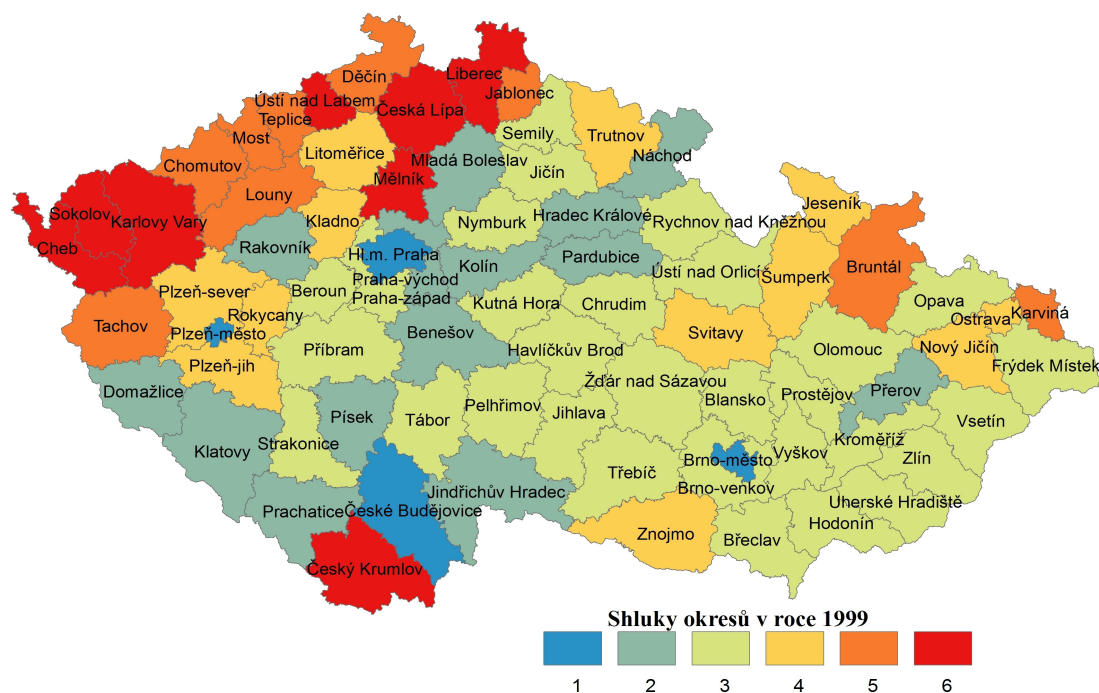 Děčín
Liberec
Ústí nad Labem
Česká Lípa
Jablonec
Teplice
Most
Semily
Trutnov
Litoměřice
Mladá Boleslav
Náchod
Chomutov
Jičín
Mělník
Louny
Sokolov
Karlovy Vary
Kladno
Nymburk
Hradec Králové
Rychnov nad Kněžnou
Jeseník
Cheb
Rakovník
Hl.m. Praha
Kolín
Pardubice
Praha-východ
Ústí nad Orlicí
Šumperk
Bruntál
Plzeň-sever
Beroun
Praha-západ
Kutná Hora
Chrudim
Opava
Rokycany
Ostrava
Karviná
Tachov
Plzeň-město
Svitavy
Příbram
Benešov
Havlíčkův Brod
Olomouc
Nový Jičín
Plzeň-jih
Frýdek Místek
Domažlice
Žďár nad Sázavou
Přerov
Prostějov
Blansko
Písek
Tábor
Pelhřimov
Jihlava
Vsetín
Strakonice
Kroměříž
Klatovy
Vyškov
Zlín
Brno-město
Třebíč
Brno-venkov
Jindřichův Hradec
Uherské Hradiště
Prachatice
České Budějovice
Hodonín
Znojmo
Břeclav
Český Krumlov
Shluky okresů v roce 1999
1 2 3 4 5 6